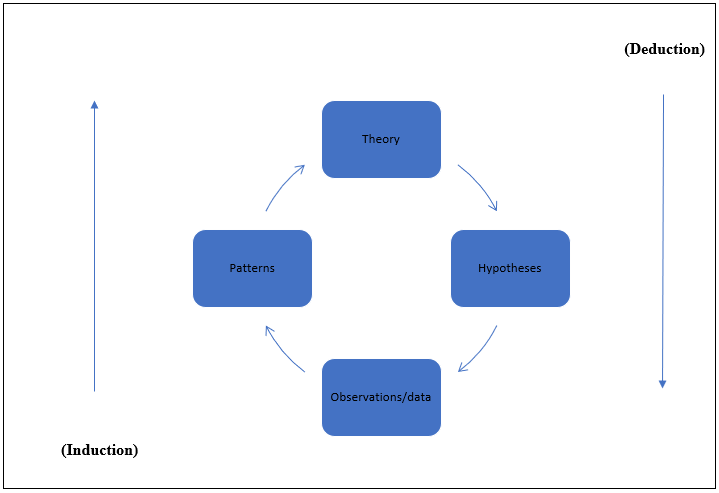 (Deduction)
Theory
Patterns
Hypotheses
Observations/data
(Induction)